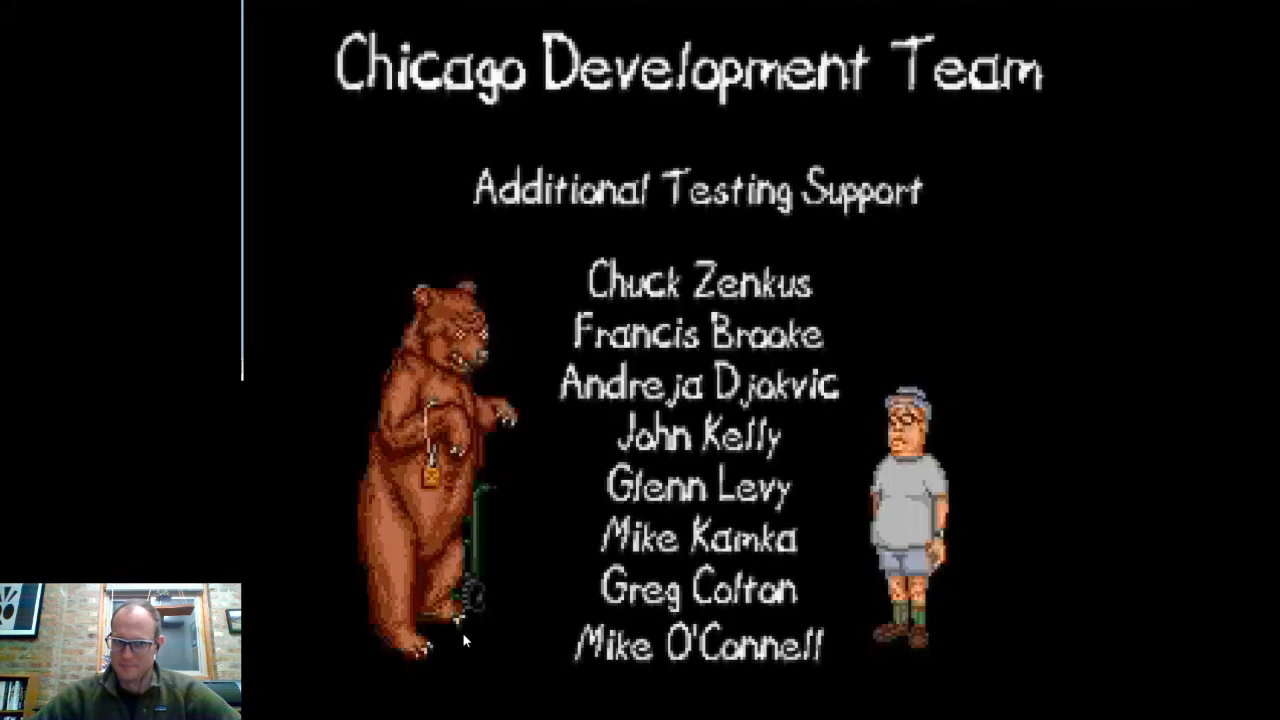 Chicago Development Team
Additional Testing Support
Chuck Zenkus
Francis Brooke
Andreja Djokvic
John Kelly
Glenn Levy
Mike Kamka
Greg Colton
Mike O'Connell